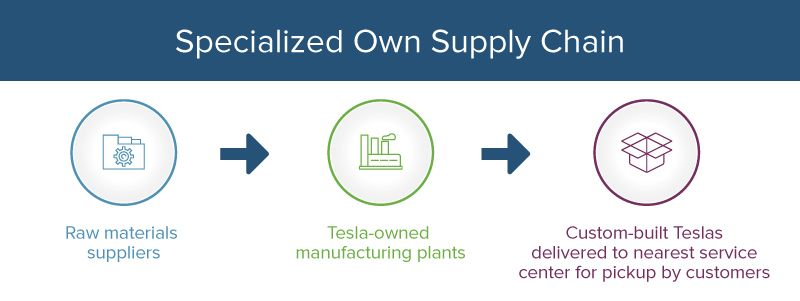 Specialized Own Supply Chain
Raw materials
suppliers
Tesla-owned
manufacturing plants
Custom-built Teslas
delivered to nearest service
center for pickup by customers